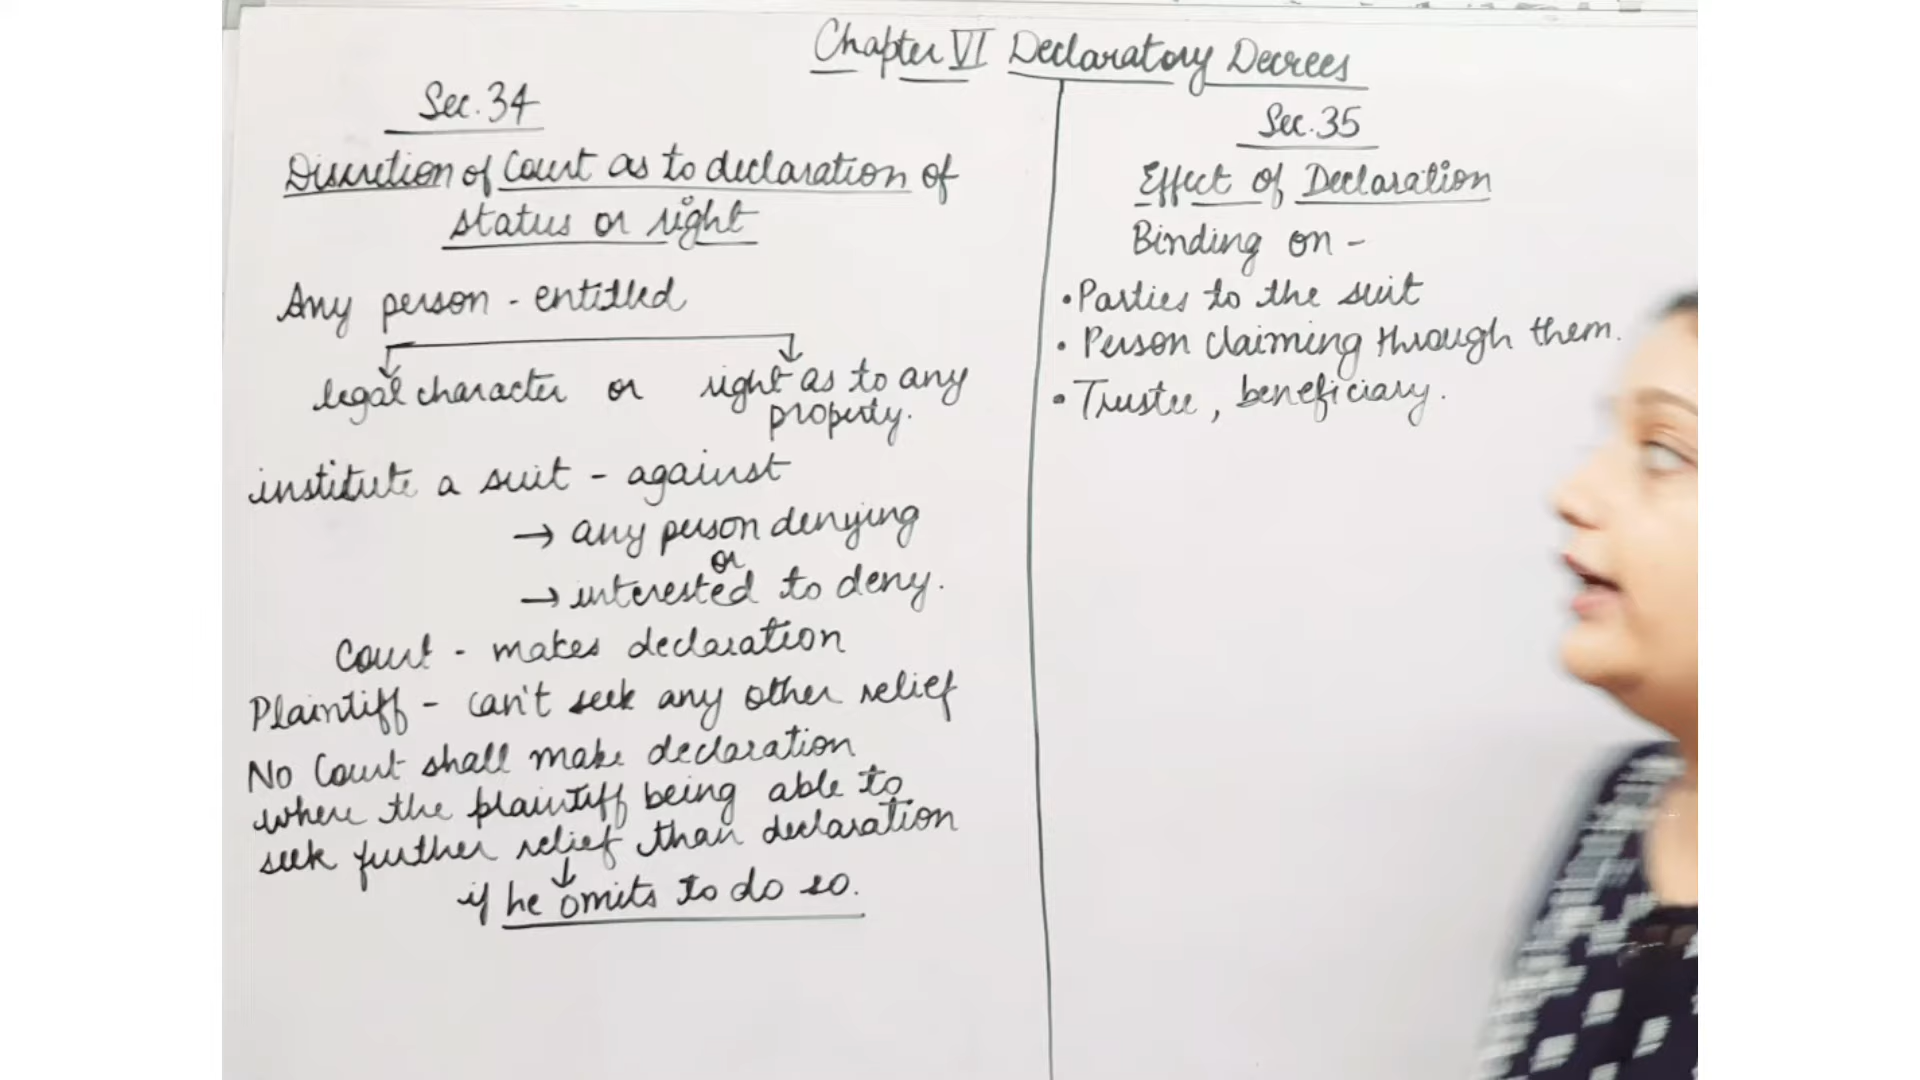 Chapter VI Declaratory Decrees
Sec. 34
Discretion of Court as to declaration of
status or right
Any person - entitled
legal character or right as to any
property.
institute a suit - against
→ any person denying
or
→ interested to deny.
Court - makes declaration
Plaintiff - can't seek any other relief
No Court shall make declaration
where the plaintiff being able to
seek further relief than declaration
if he omits to do so.
Sec. 35
Effect of Declaration
Binding on -
• Parties to the suit
• Person claiming through them.
• Trustee, beneficiary.